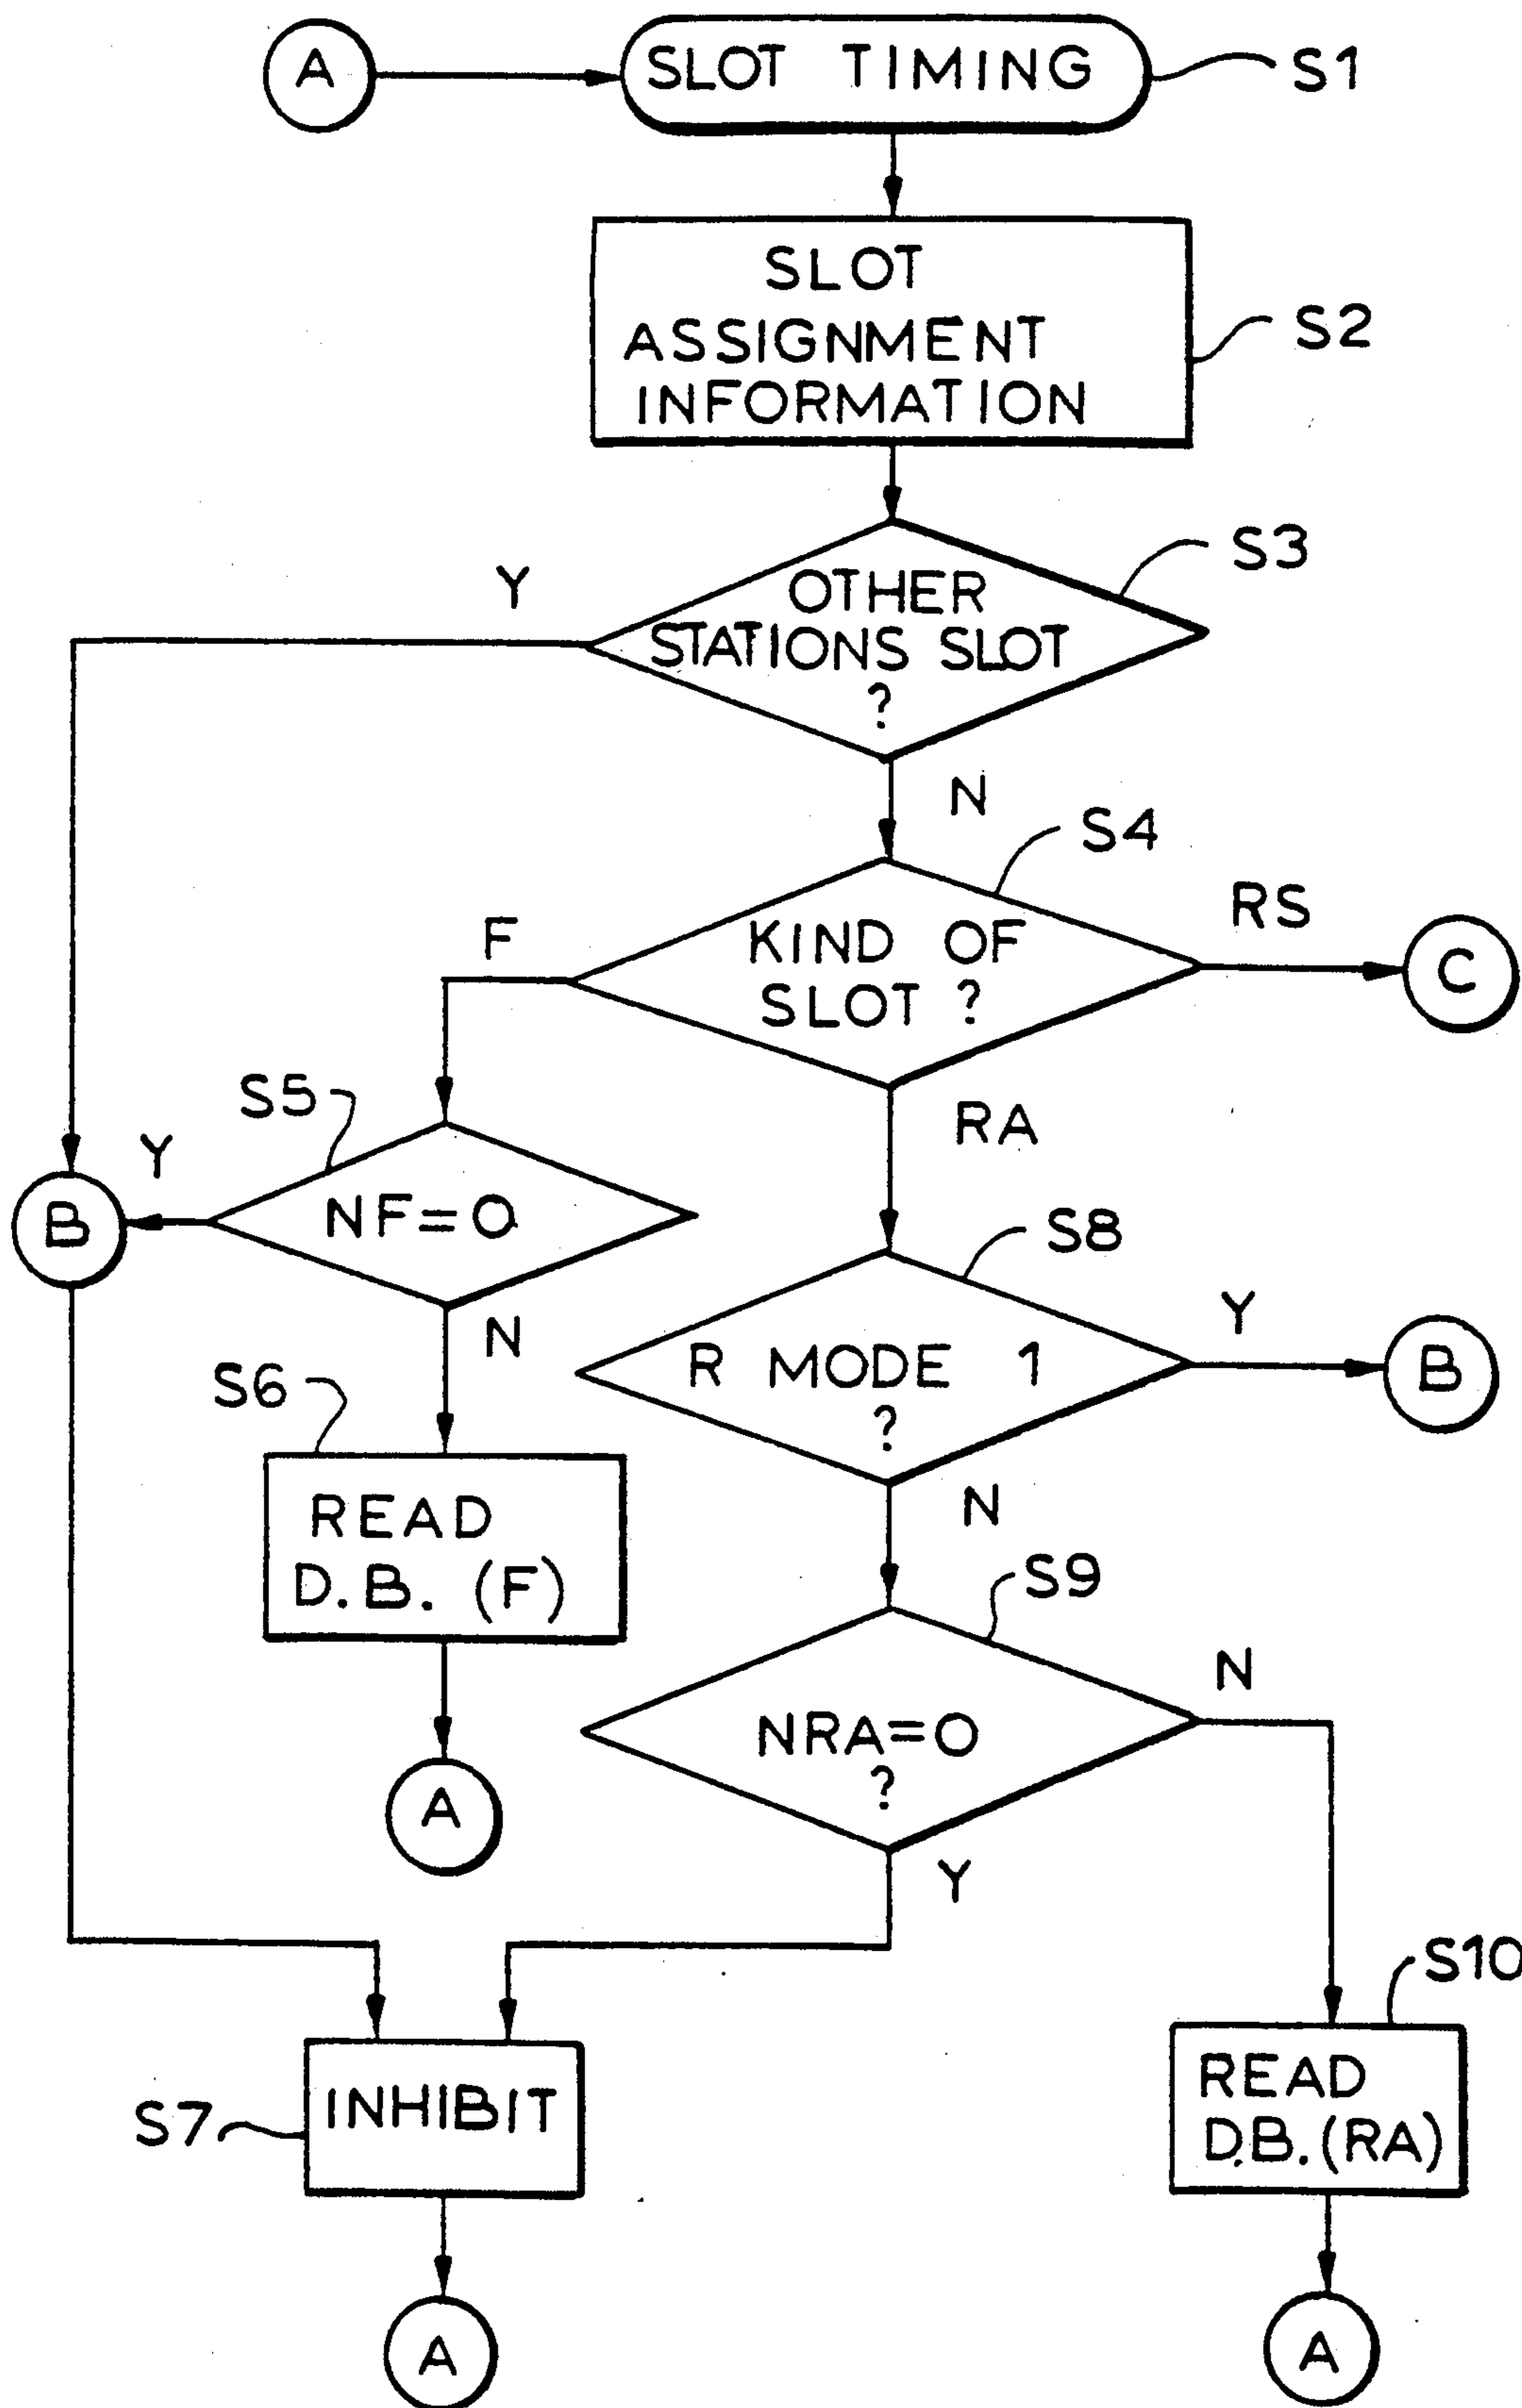 A
SLOT TIMING
S1
SLOT
ASSIGNMENT
INFORMATION
S2
S3
Y
OTHER
STATIONS SLOT
?
N
S4
RS
F
KIND OF
SLOT ?
C
S5
RA
Y
B
NF=0
S8
N
Y
S6
R MODE 1
?
B
READ
D.B. (F)
N
S9
N
NRA=0
?
A
Y
S10
INHIBIT
S7
READ
D.B. (RA)
A
A